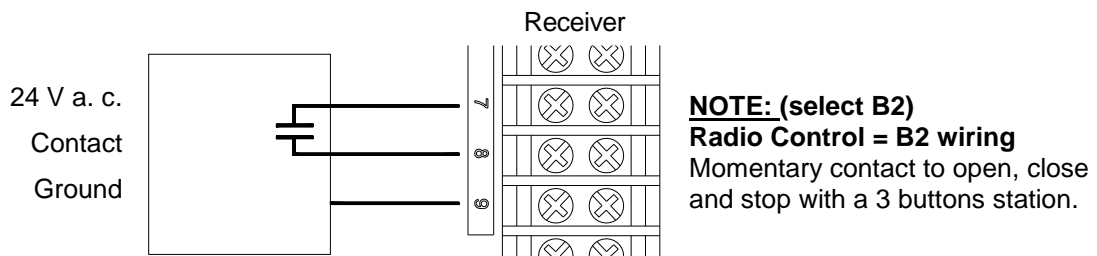 Receiver
24 V a. c.
Contact
Ground
7
8
9
NOTE: (select B2)
Radio Control = B2 wiring
Momentary contact to open, close
and stop with a 3 buttons station.